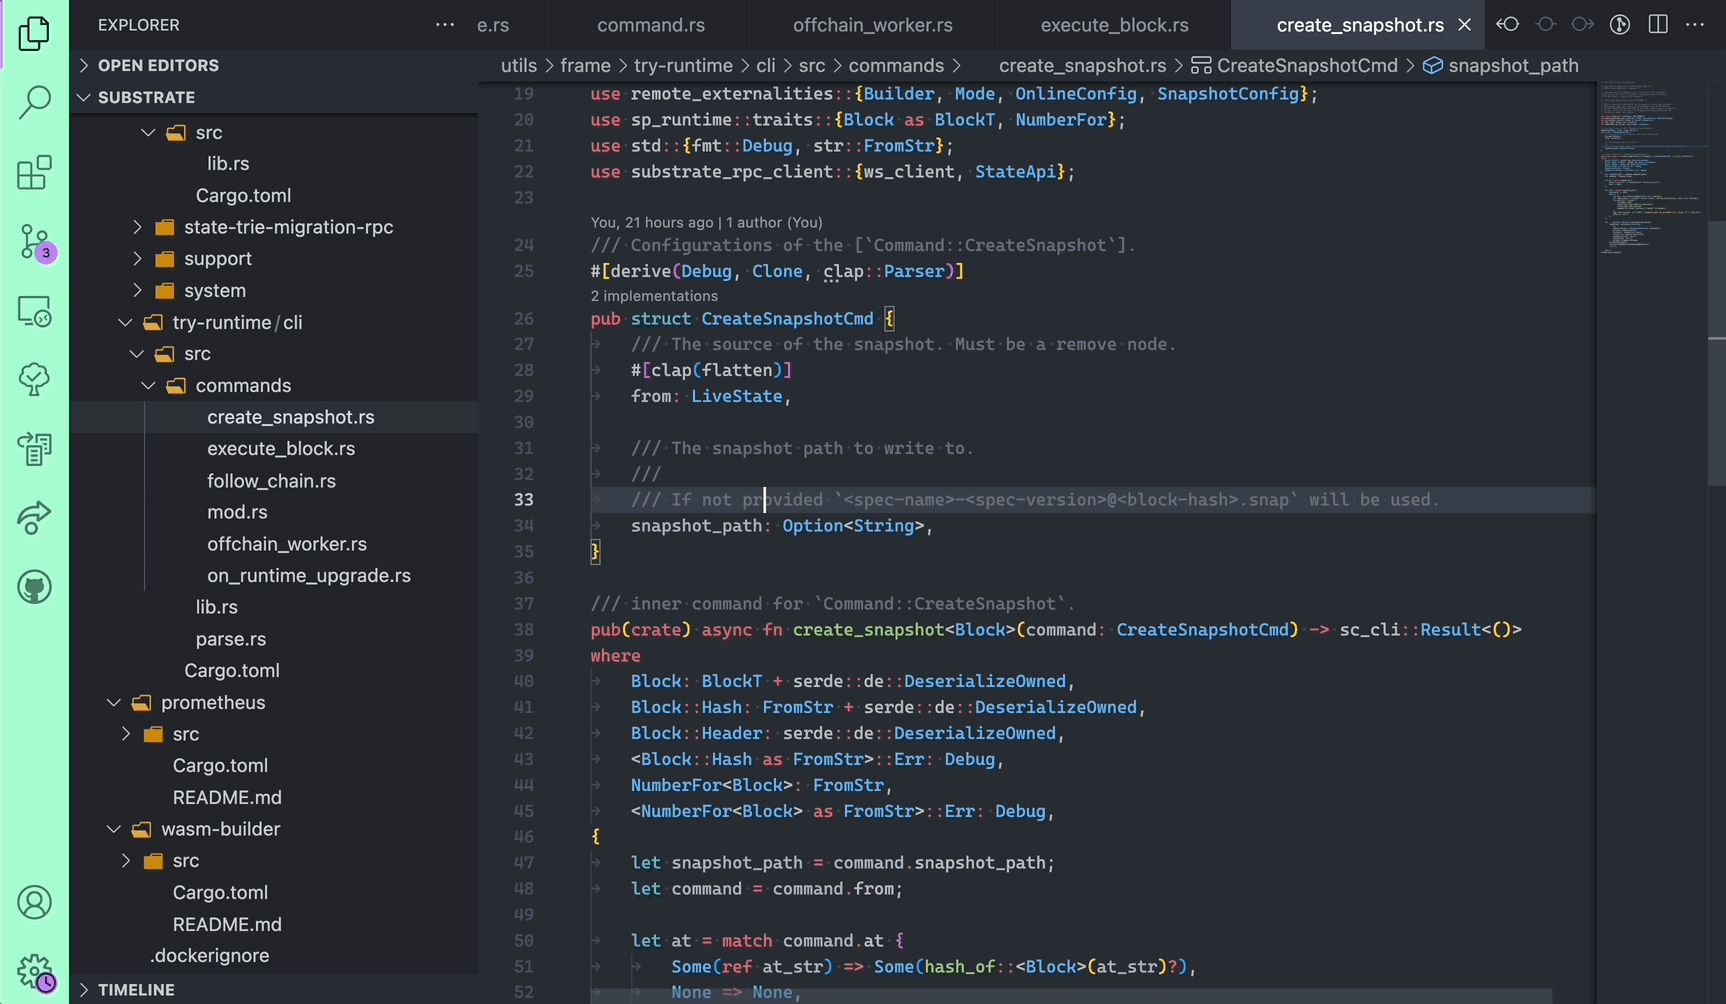 EXPLORER
OPEN EDITORS
SUBSTRATE
src
lib.rs
Cargo.toml
state-trie-migration-rpc
support
system
try-runtime/cli
src
commands
create_snapshot.rs
execute_block.rs
follow_chain.rs
mod.rs
offchain_worker.rs
on_runtime_upgrade.rs
lib.rs
parse.rs
Cargo.toml
prometheus
src
Cargo.toml
README.md
wasm-builder
src
Cargo.toml
README.md
.dockerignore
TIMELINE
3
e.rs command.rs offchain_worker.rs execute_block.rs create_snapshot.rs
utils > frame > try-runtime > cli > src > commands > create_snapshot.rs > CreateSnapshotCmd > snapshot_path
19 use remote_externalities::{Builder, Mode, OnlineConfig, SnapshotConfig};
20 use sp_runtime::traits::{Block as BlockT, NumberFor};
21 use std::{fmt::Debug, str::FromStr};
22 use substrate_rpc_client::{ws_client, StateApi};
23
You, 21 hours ago | 1 author (You)
24 /// Configurations of the [`Command::CreateSnapshot`].
25 #[derive(Debug, Clone, clap::Parser)]
2 implementations
26 pub struct CreateSnapshotCmd {
27 /// The source of the snapshot. Must be a remove node.
28 #[clap(flatten)]
29 from: LiveState,
30
31 /// The snapshot path to write to.
32 ///
33 /// If not provided `<spec-name>-<spec-version>@<block-hash>.snap` will be used.
34 snapshot_path: Option<String>,
35 }
36
37 /// inner command for `Command::CreateSnapshot`.
38 pub(crate) async fn create_snapshot<Block>(command: CreateSnapshotCmd) -> sc_cli::Result<()>
39 where
40 Block: BlockT + serde::de::DeserializeOwned,
41 Block::Hash: FromStr + serde::de::DeserializeOwned,
42 Block::Header: serde::de::DeserializeOwned,
43 <Block::Hash as FromStr>::Err: Debug,
44 NumberFor<Block>: FromStr,
45 <NumberFor<Block> as FromStr>::Err: Debug,
46 {
47 let snapshot_path = command.snapshot_path;
48 let command = command.from;
49
50 let at = match command.at {
51 Some(ref at_str) => Some(hash_of::<Block>(at_str)?),
52 None => None,